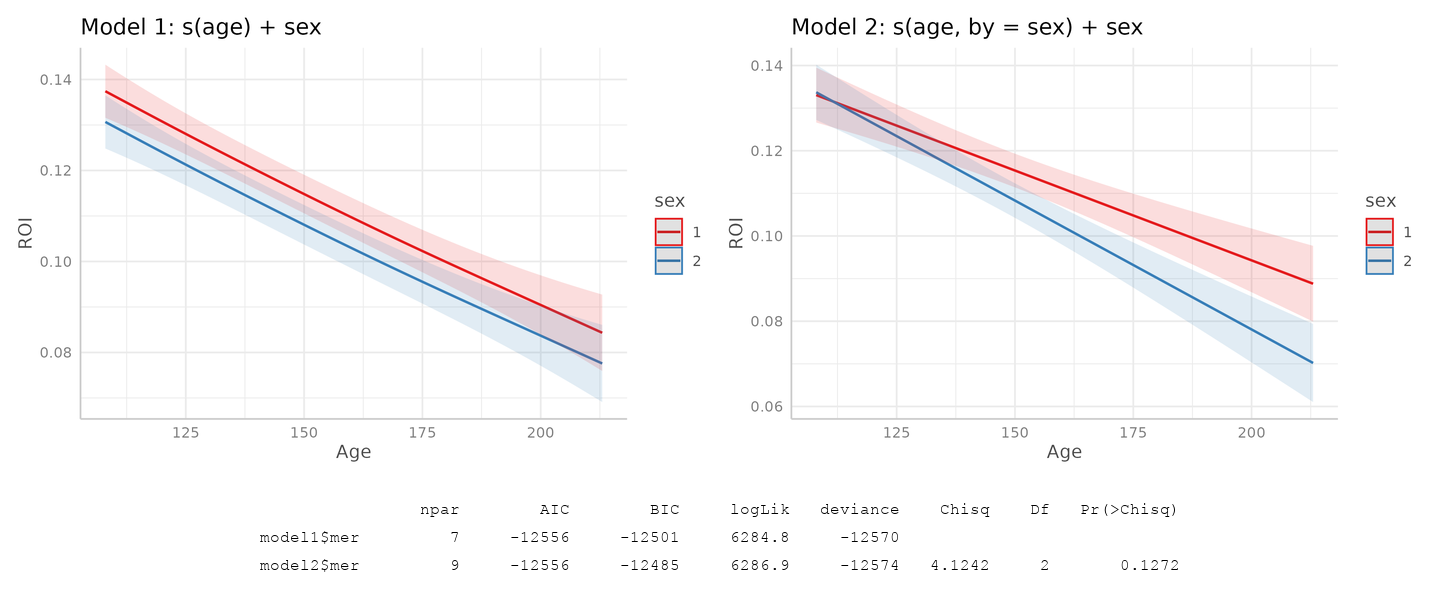 Model 1: s(age) + sex
0.14
0.12
0.10
0.08
ROI
125 150 175 200
Age
sex
1
2
Model 2: s(age, by = sex) + sex
0.14
0.12
0.10
0.08
0.06
ROI
125 150 175 200
Age
sex
1
2
npar AIC BIC logLik deviance Chisq Df Pr(>Chisq)
model1$mer 7 -12556 -12501 6284.8 -12570
model2$mer 9 -12556 -12485 6286.9 -12574 4.1242 2 0.1272